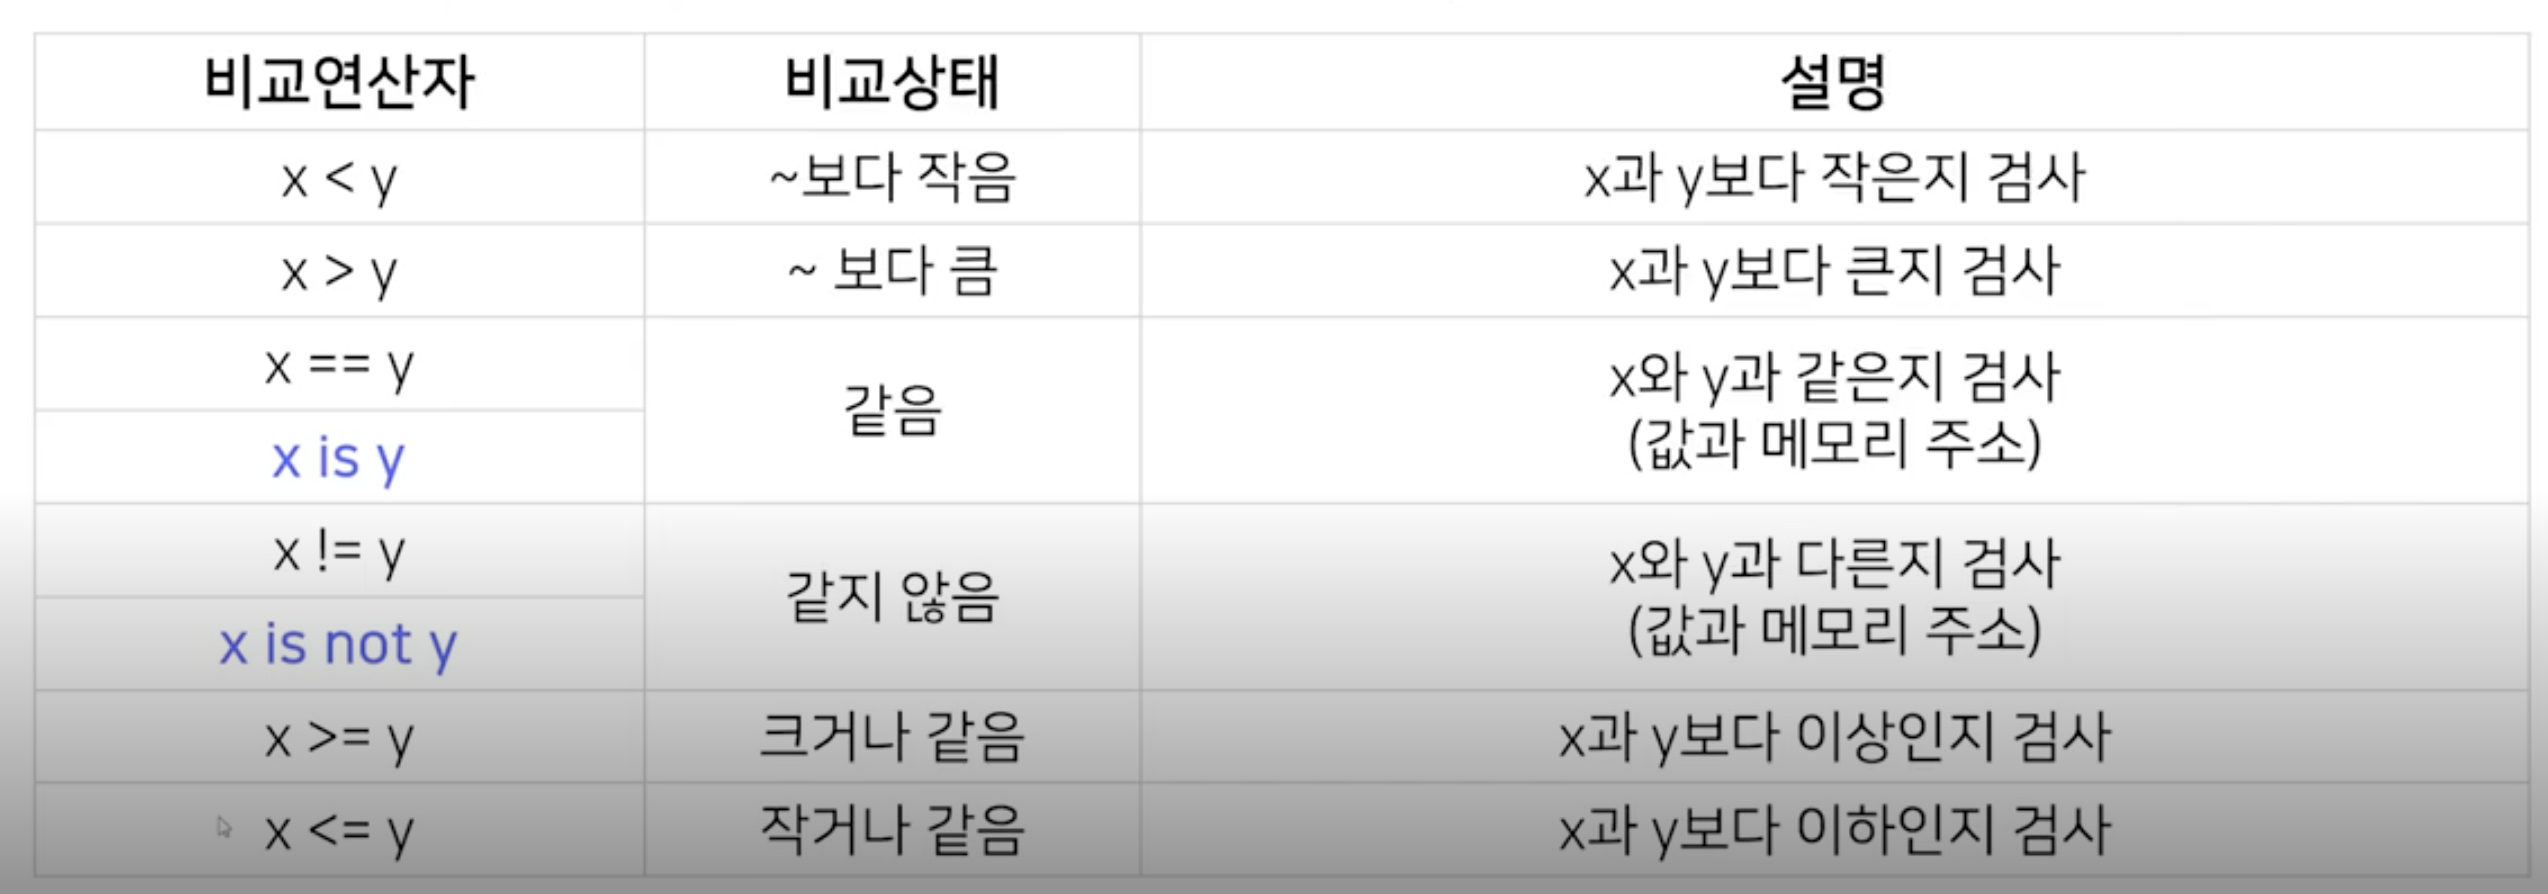 비교연산자 비교상태 설명
x < y ~보다 작음 x과 y보다 작은지 검사
x > y ~ 보다 큼 x과 y보다 큰지 검사
x == y
x is y
같음
x와 y과 같은지 검사
(값과 메모리 주소)
x != y
x is not y
같지 않음
x와 y과 다른지 검사
(값과 메모리 주소)
x >= y 크거나 같음 x과 y보다 이상인지 검사
x <= y 작거나 같음 x과 y보다 이하인지 검사